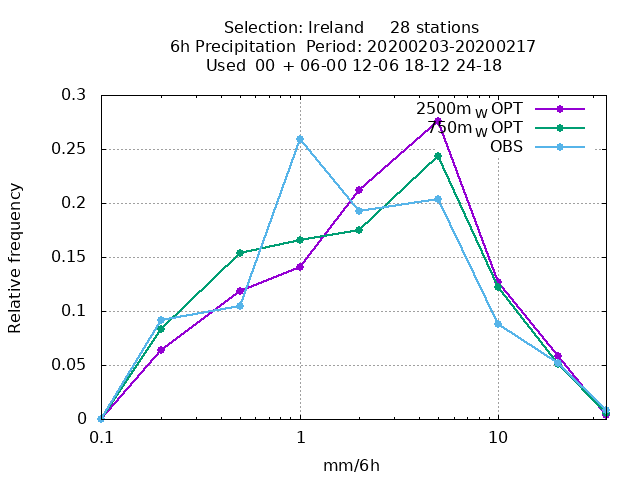 Selection: Ireland     28 stations
6h Precipitation  Period: 20200203-20200217
Used  00  + 06-00 12-06 18-12 24-18
0.3
0.25
0.2
0.15
0.1
0.05
0
Relative frequency
2500m W OPT
750m W OPT
OBS
0.1 1 10
mm/6h